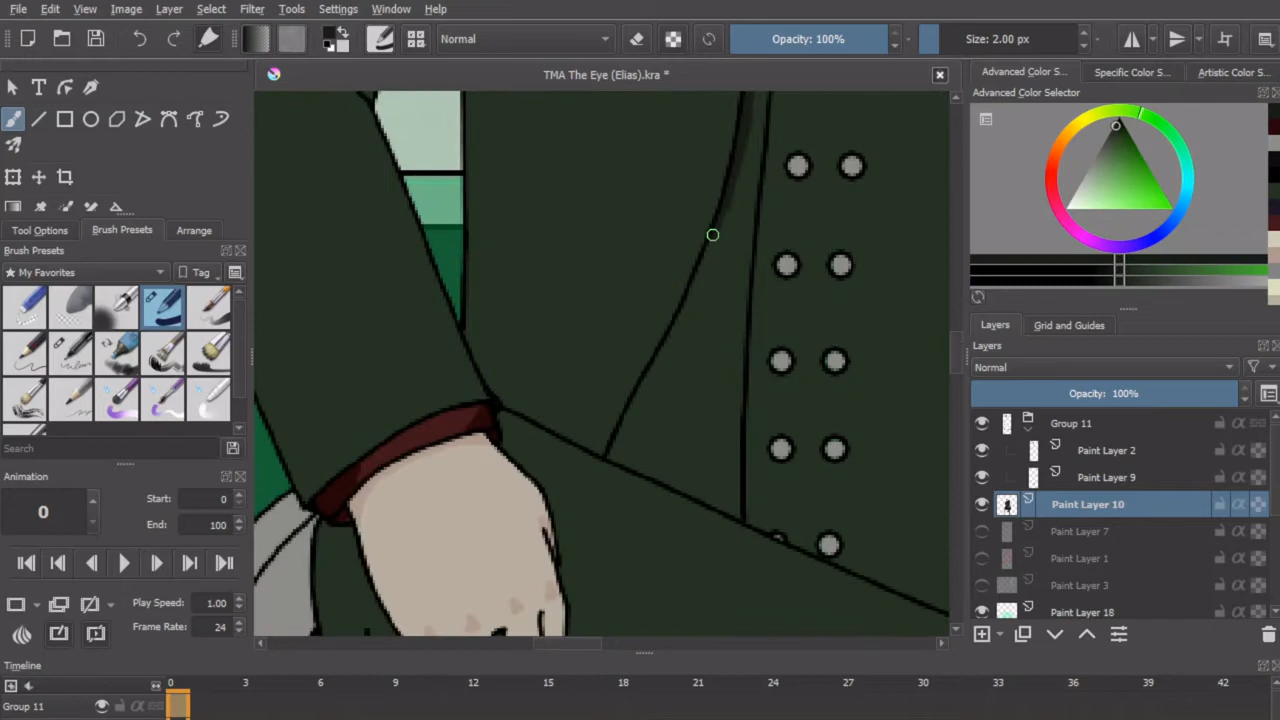 File Edit View Image Layer Select Filter Tools Settings Window Help
Normal Opacity: 100% Size: 2.00 px
TMA The Eye (Elias).kra *
Advanced Color S... Specific Color S... Artistic Color S...
Advanced Color Selector
Tool Options Brush Presets Arrange
Brush Presets
★ My Favorites Tag
Search
Animation
0 Start: 0
End: 100
Play Speed: 1.00
Frame Rate: 24
Layers Grid and Guides
Layers
Normal
Opacity: 100%
Group 11
Paint Layer 2
Paint Layer 9
Paint Layer 10
Paint Layer 7
Paint Layer 1
Paint Layer 3
Paint Layer 18
Timeline
0 3 6 9 12 15 18 21 24 27 30 33 36 39 42
Group 11